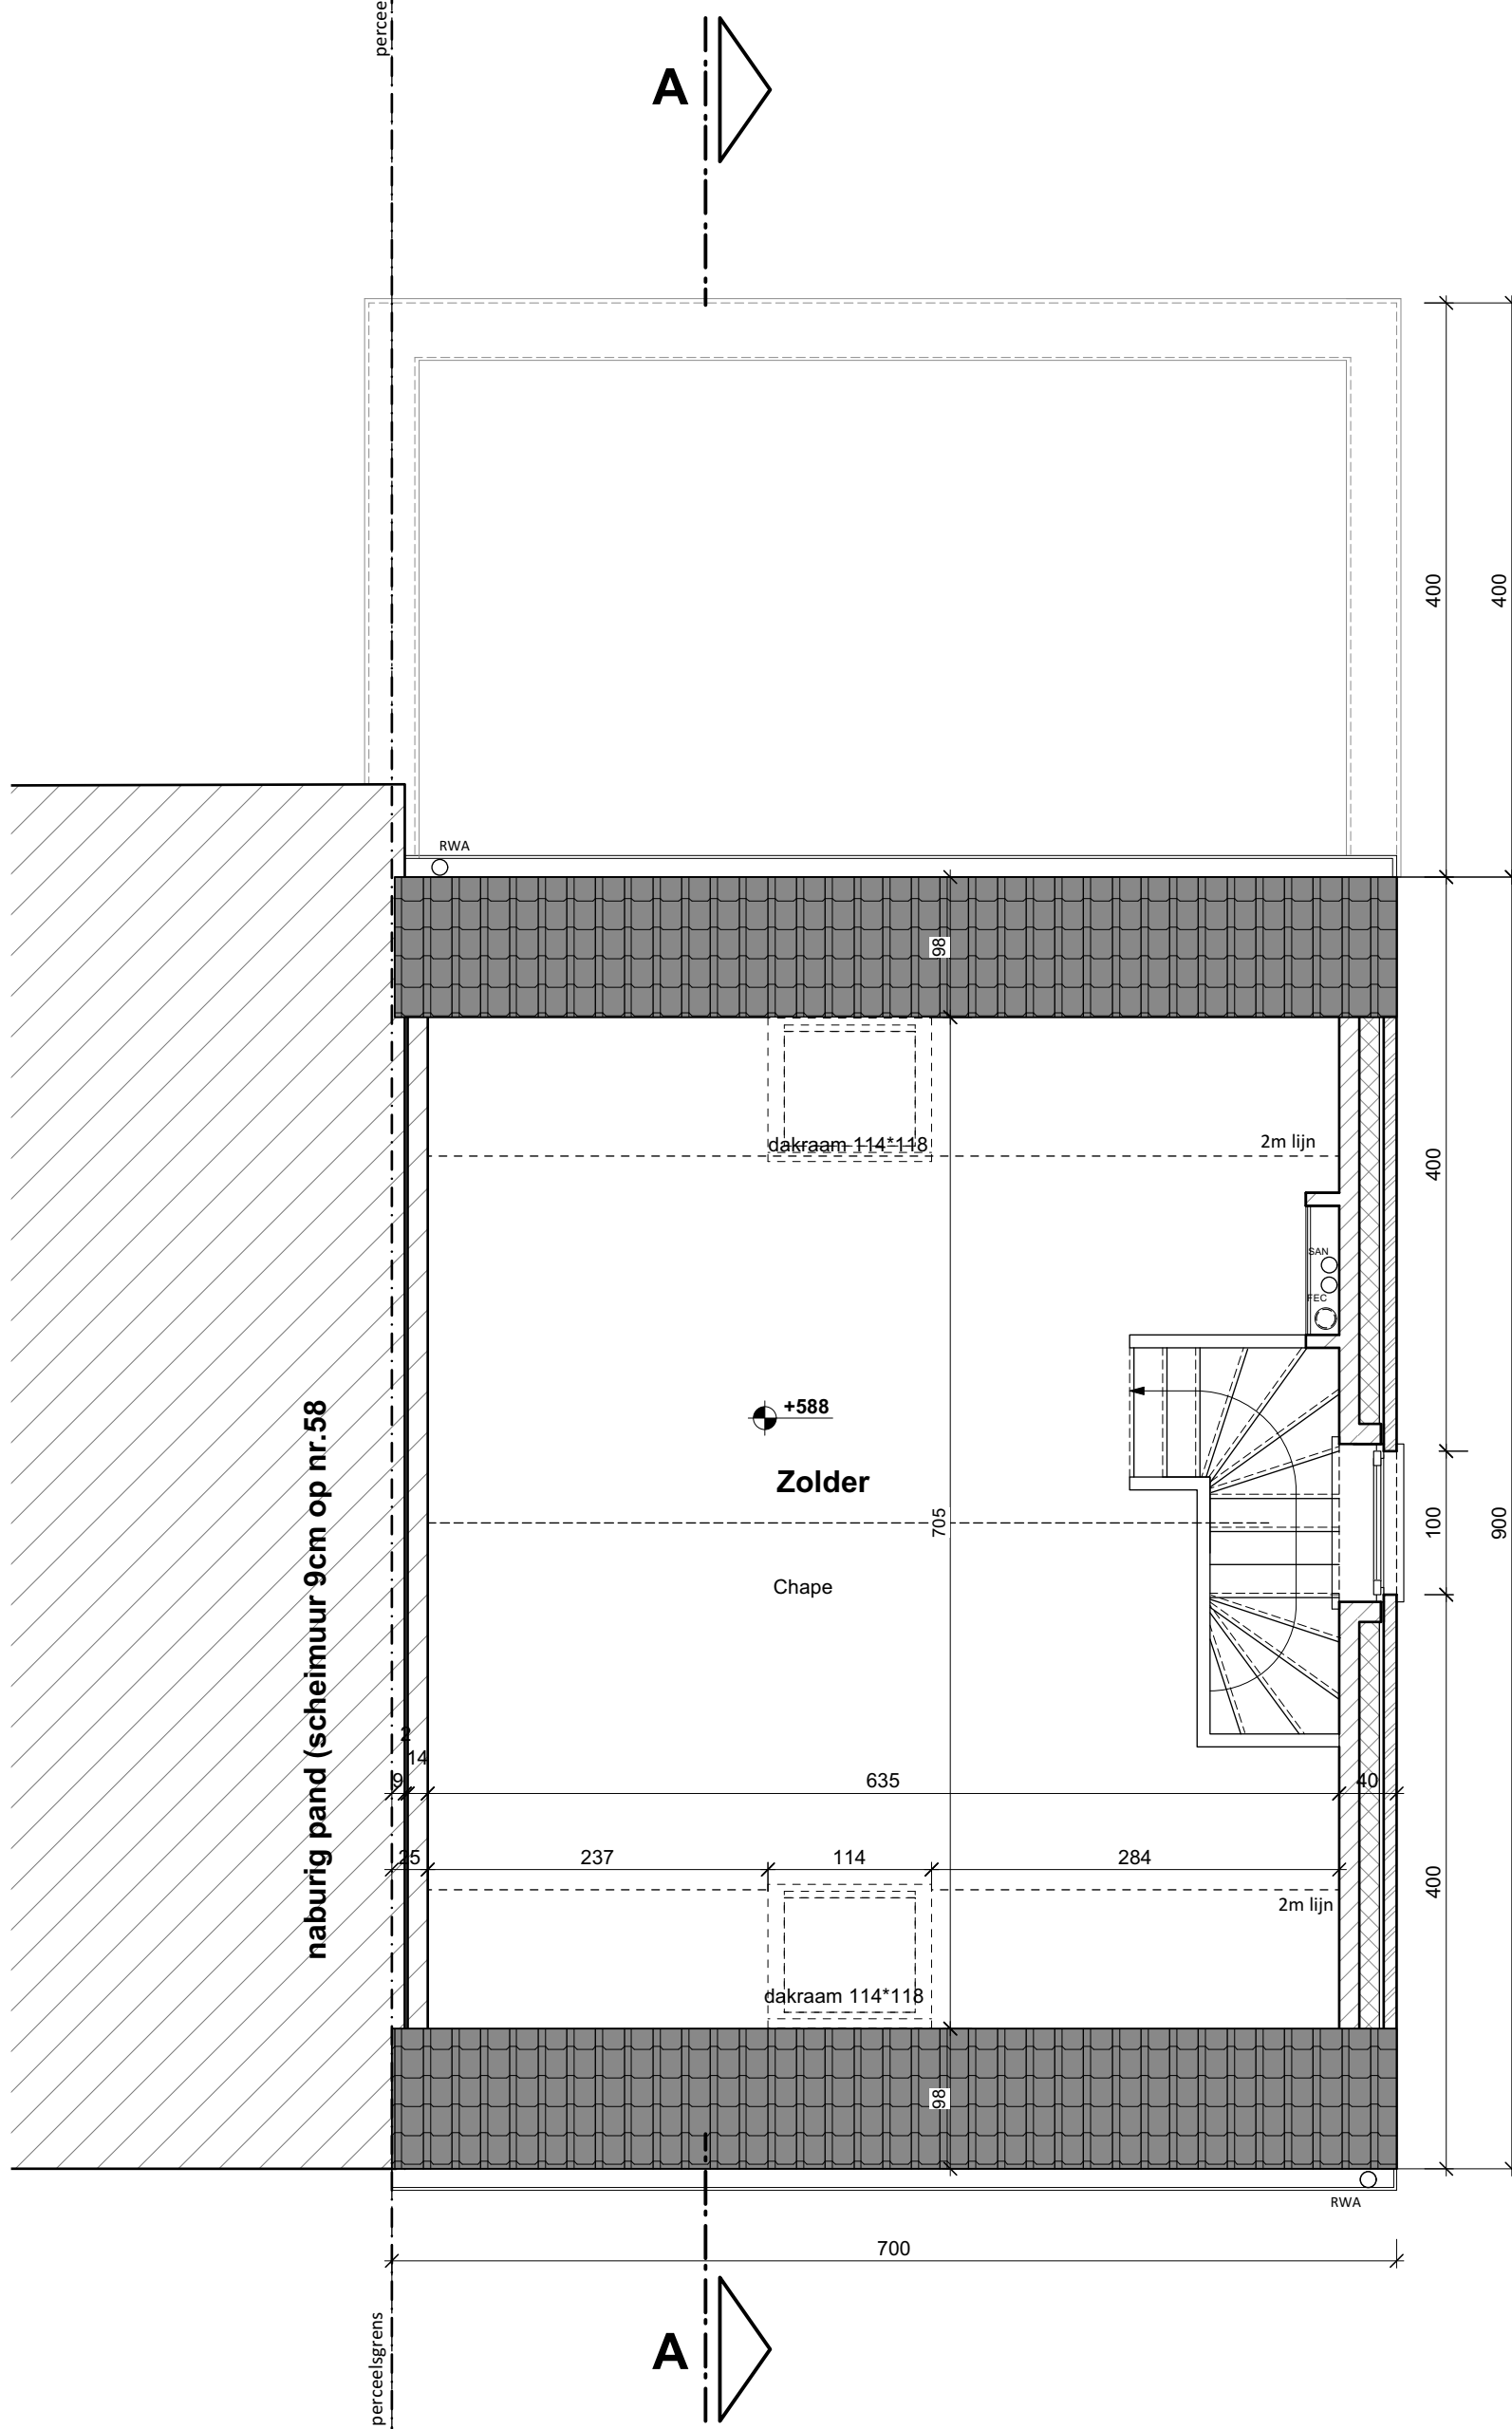 percee
A
400
400
RWA
98
dakraam 114*118
2m lijn
400
SAN
FEC
+588
Zolder
705
100
900
Chape
naburig pand (scheimuur 9cm op nr.58
2
14
9
635
40
25
237
114
284
400
2m lijn
dakraam 114*118
98
RWA
700
perceelsgrens
A